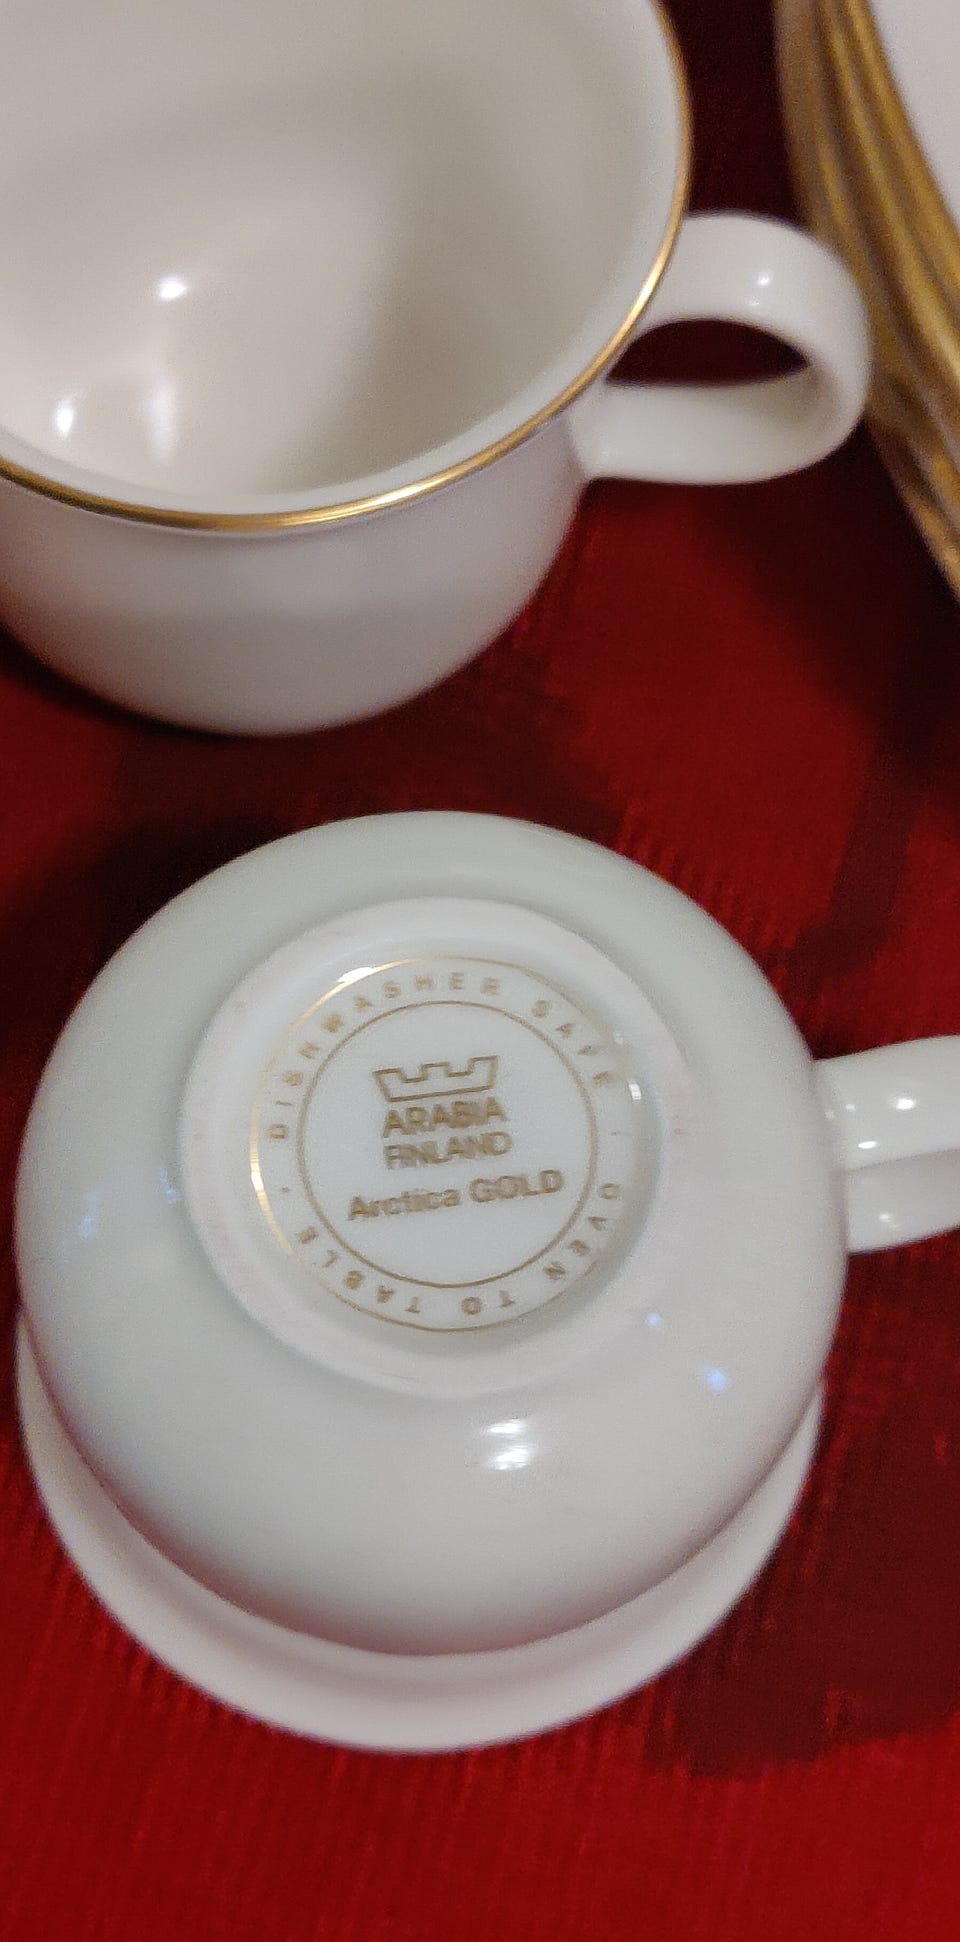 DISHWASHER SAFE
ARABIA
FINLAND
Arctica GOLD
OVEN TO TABLE